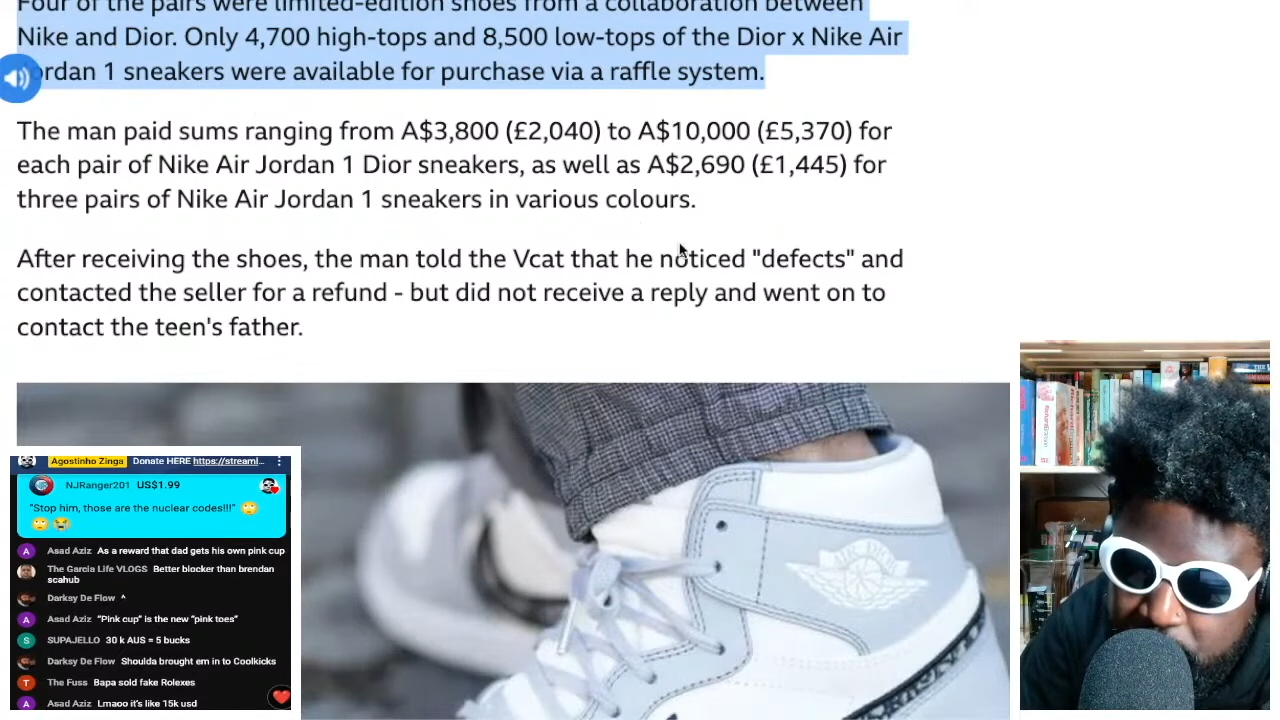 Four of the pairs were limited-edition shoes from a collaboration between
Nike and Dior. Only 4,700 high-tops and 8,500 low-tops of the Dior x Nike Air
Jordan 1 sneakers were available for purchase via a raffle system.
The man paid sums ranging from A$3,800 (£2,040) to A$10,000 (£5,370) for
each pair of Nike Air Jordan 1 Dior sneakers, as well as A$2,690 (£1,445) for
three pairs of Nike Air Jordan 1 sneakers in various colours.
After receiving the shoes, the man told the Vcat that he noticed "defects" and
contacted the seller for a refund - but did not receive a reply and went on to
contact the teen's father.
Agostinho Zinga Donate HERE https://streaml...
NJRanger201 US$1.99
"Stop him, those are the nuclear codes!!!"
Asad Aziz As a reward that dad gets his own pink cup
The Garcia Life VLOGS Better blocker than brendan
scahub
Darksy De Flow ^
Asad Aziz "Pink cup" is the new "pink toes"
SUPAJELLO 30 k AUS = 5 bucks
Darksy De Flow Shoulda brought em in to Coolkicks
The Fuss Bapa sold fake Rolexes
Asad Aziz Lmaoo it's like 15k usd
AIR DIOR